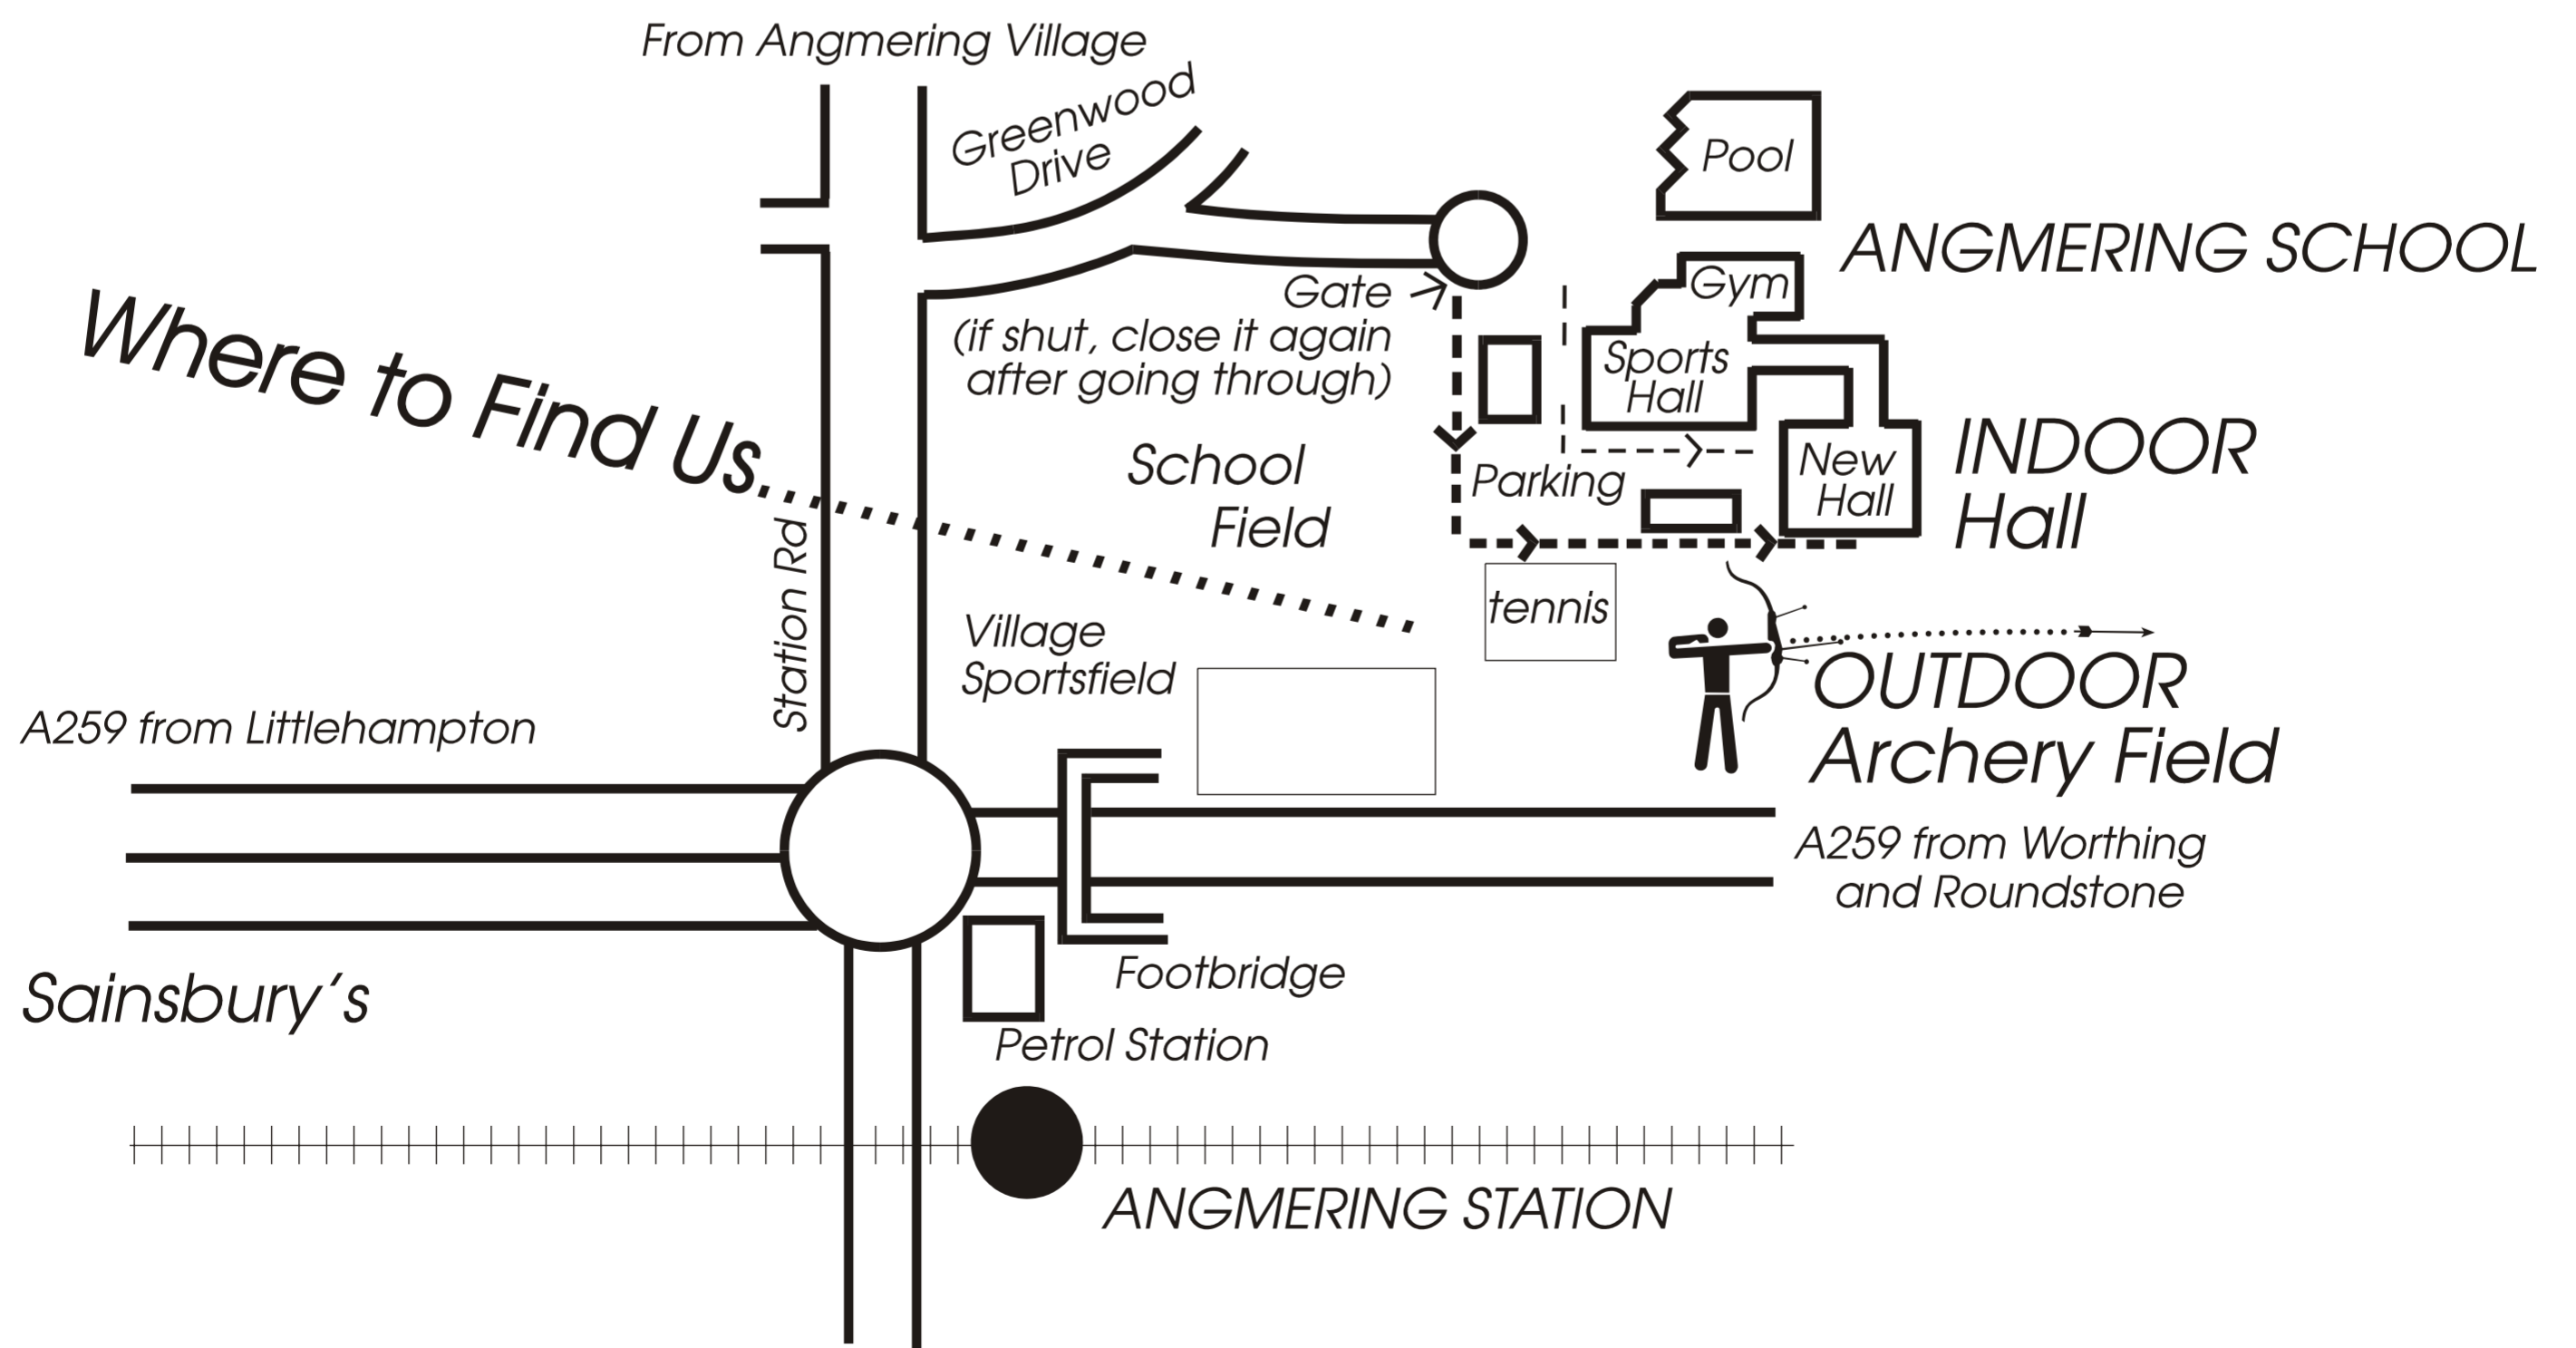 From Angmering Village
Greenwood
Drive
Pool
ANGMERING SCHOOL
Gate
(if shut, close it again
after going through)
Gym
Sports
Hall
Where to Find Us
School
Field
Parking
New
Hall
INDOOR
Hall
Station Rd
tennis
Village
Sportsfield
OUTDOOR
Archery Field
A259 from Littlehampton
A259 from Worthing
and Roundstone
Sainsbury's
Footbridge
Petrol Station
ANGMERING STATION